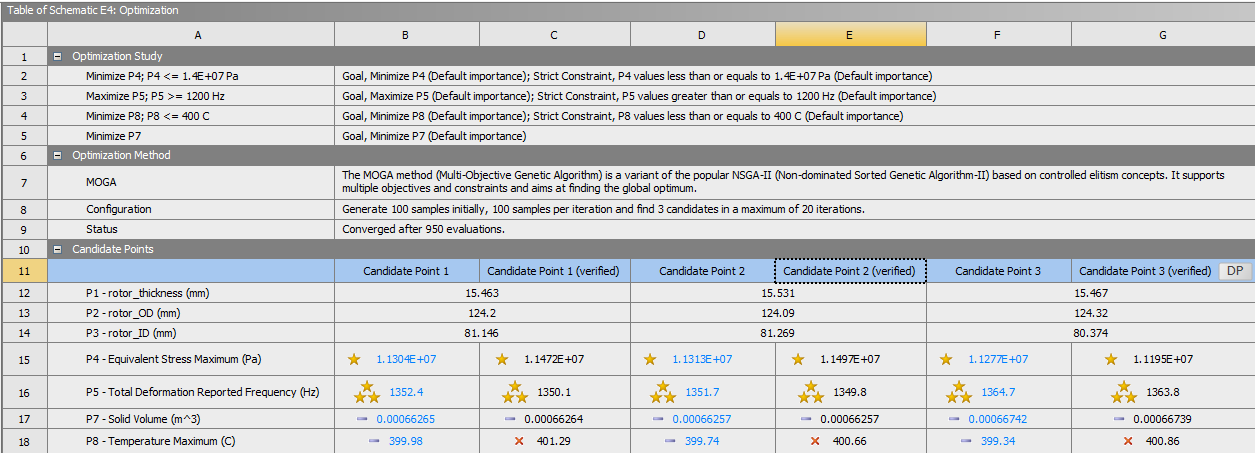 Table of Schematic E4: Optimization
A B C D E F G
1 Optimization Study
2 Minimize P4; P4 <= 1.4E+07 Pa Goal, Minimize P4 (Default importance); Strict Constraint, P4 values less than or equals to 1.4E+07 Pa (Default importance)
3 Maximize P5; P5 >= 1200 Hz Goal, Maximize P5 (Default importance); Strict Constraint, P5 values greater than or equals to 1200 Hz (Default importance)
4 Minimize P8; P8 <= 400 C Goal, Minimize P8 (Default importance); Strict Constraint, P8 values less than or equals to 400 C (Default importance)
5 Minimize P7 Goal, Minimize P7 (Default importance)
6 Optimization Method
7 MOGA The MOGA method (Multi-Objective Genetic Algorithm) is a variant of the popular NSGA-II (Non-dominated Sorted Genetic Algorithm-II) based on controlled elitism concepts. It supports
multiple objectives and constraints and aims at finding the global optimum.
8 Configuration Generate 100 samples initially, 100 samples per iteration and find 3 candidates in a maximum of 20 iterations.
9 Status Converged after 950 evaluations.
10 Candidate Points
11 Candidate Point 1 Candidate Point 1 (verified) Candidate Point 2 Candidate Point 2 (verified) Candidate Point 3 Candidate Point 3 (verified) DP
12 P1 - rotor_thickness (mm) 15.463 15.531 15.467
13 P2 - rotor_OD (mm) 124.2 124.09 124.32
14 P3 - rotor_ID (mm) 81.146 81.269 80.374
15 P4 - Equivalent Stress Maximum (Pa) 1.1304E+07 1.1472E+07 1.1313E+07 1.1497E+07 1.1277E+07 1.1195E+07
16 P5 - Total Deformation Reported Frequency (Hz) 1352.4 1350.1 1351.7 1349.8 1364.7 1363.8
17 P7 - Solid Volume (m^3) 0.00066265 0.00066264 0.00066257 0.00066257 0.00066742 0.00066739
18 P8 - Temperature Maximum (C) 399.98 401.29 399.74 400.66 399.34 400.86